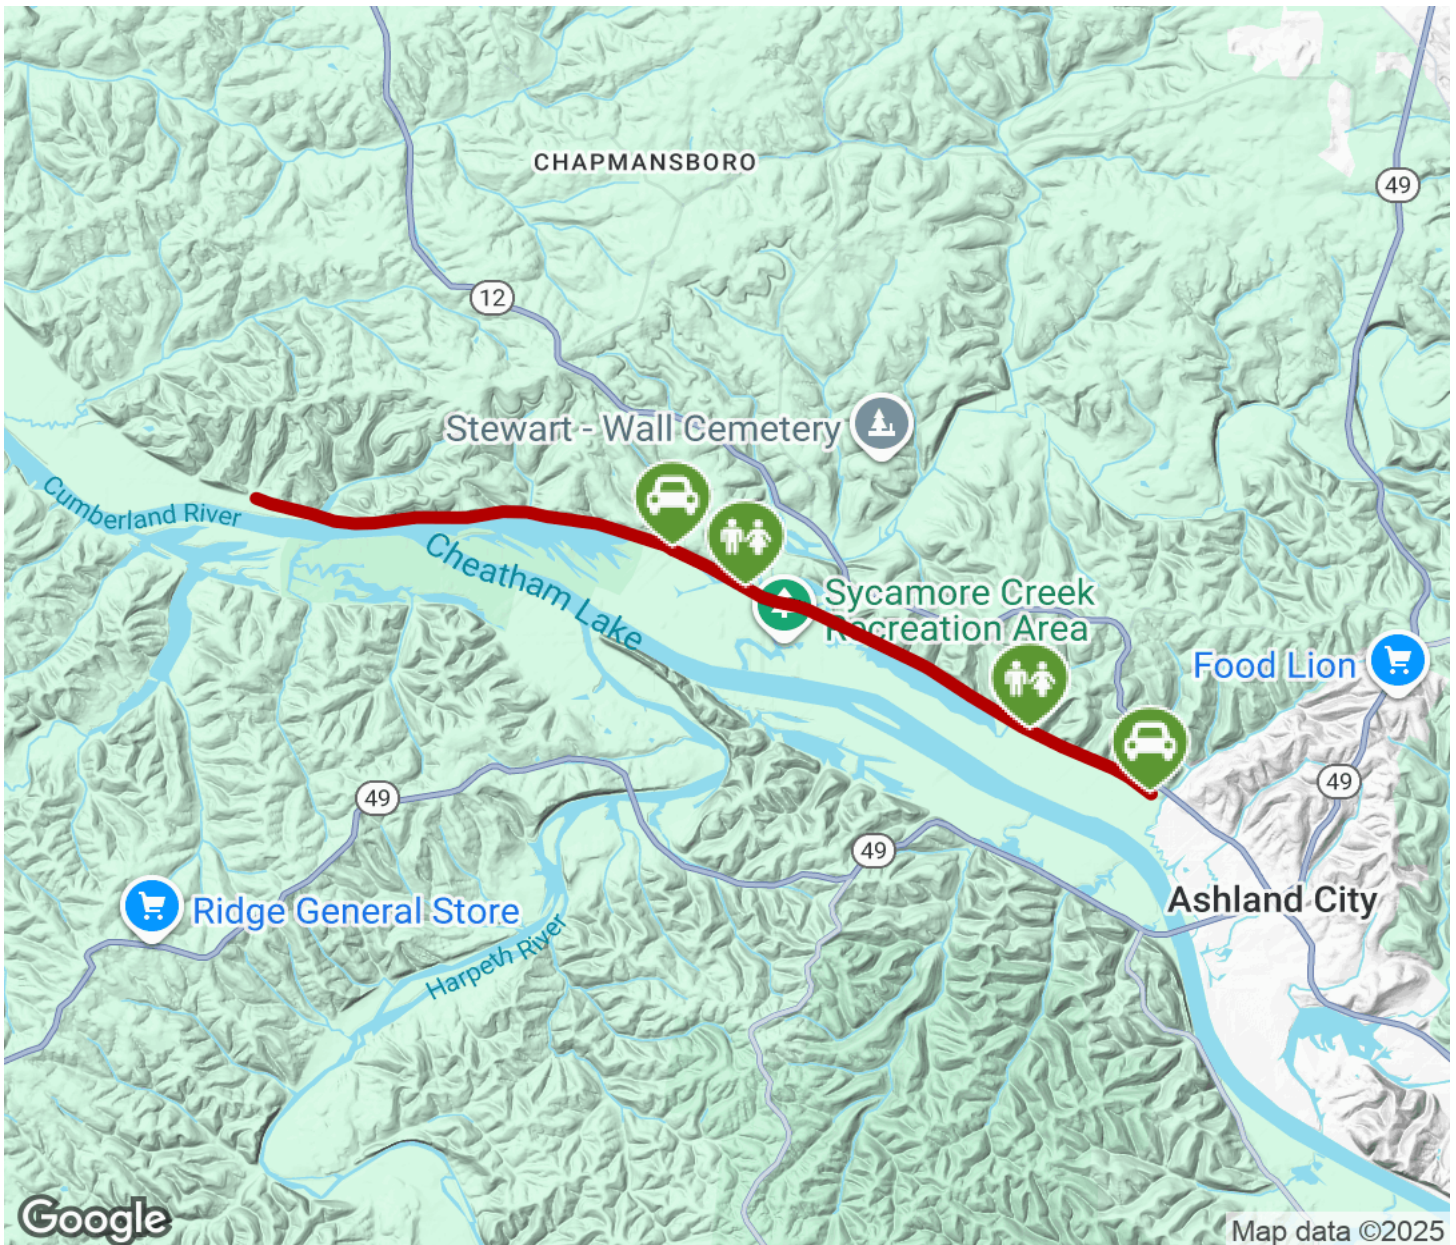 CHAPMANSBORO
49
12
Stewart - Wall Cemetery
Cumberland River
Cheatham Lake
Sycamore Creek
Recreation Area
Food Lion
49
49
49
Ashland City
Ridge General Store
Harpeth River
Google
Map data ©2025